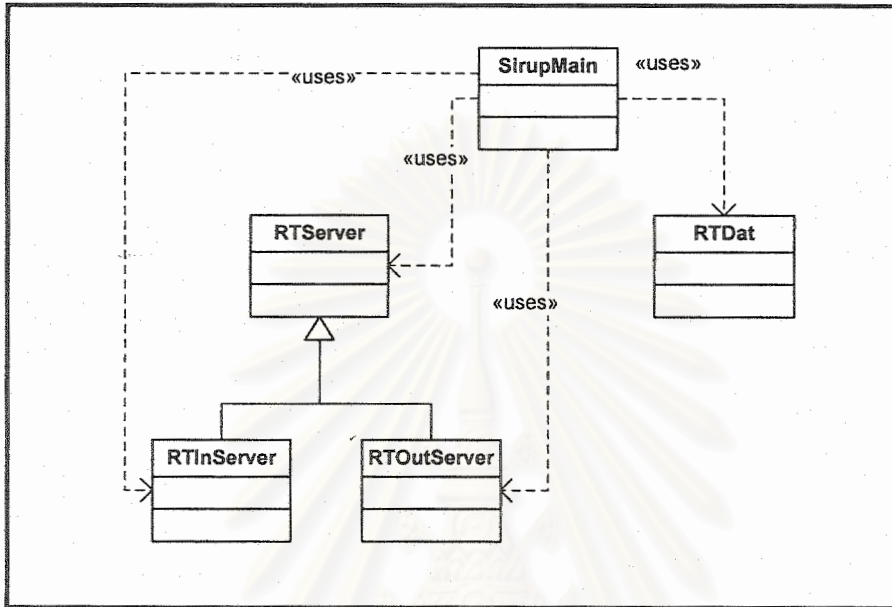 SirupMain
«uses»
«uses»
«uses»
RTServer
RTDat
«uses»
RTInServer
RTOutServer